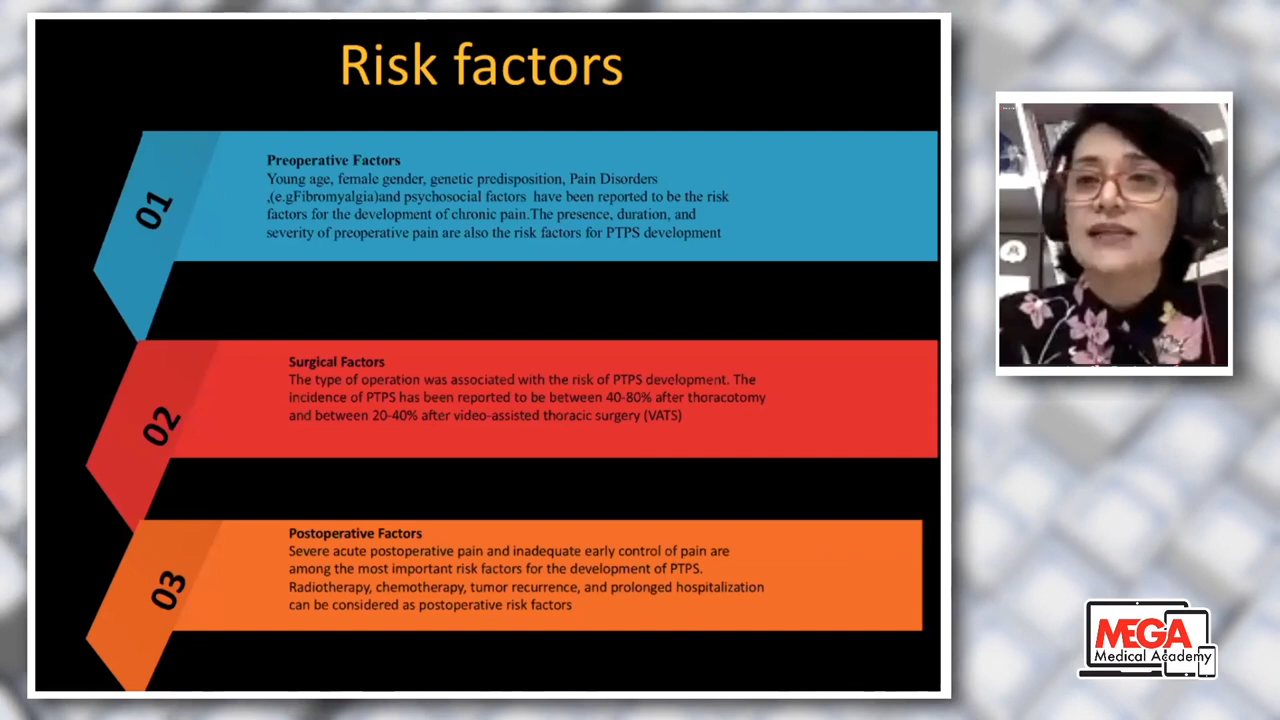 Risk factors
01
Preoperative Factors
Young age, female gender, genetic predisposition, Pain Disorders
,(e.gFibromyalgia)and psychosocial factors have been reported to be the risk
factors for the development of chronic pain.The presence, duration, and
severity of preoperative pain are also the risk factors for PTPS development
02
Surgical Factors
The type of operation was associated with the risk of PTPS development. The
incidence of PTPS has been reported to be between 40-80% after thoracotomy
and between 20-40% after video-assisted thoracic surgery (VATS)
03
Postoperative Factors
Severe acute postoperative pain and inadequate early control of pain are
among the most important risk factors for the development of PTPS.
Radiotherapy, chemotherapy, tumor recurrence, and prolonged hospitalization
can be considered as postoperative risk factors
MEGA
Medical Academy